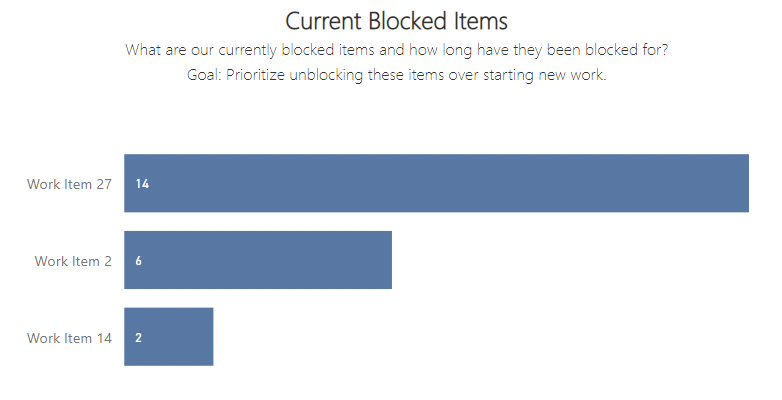 Current Blocked Items
What are our currently blocked items and how long have they been blocked for?
Goal: Prioritize unblocking these items over starting new work.
Work Item 27 14
Work Item 2 6
Work Item 14 2